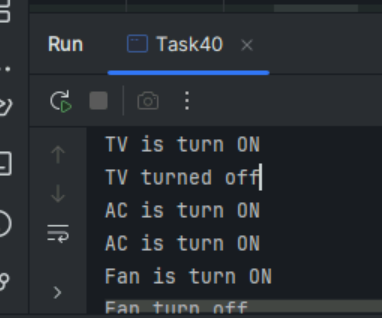 Run
Task40
TV is turn ON
TV turned off
AC is turn ON
AC is turn ON
Fan is turn ON
Fan turn off